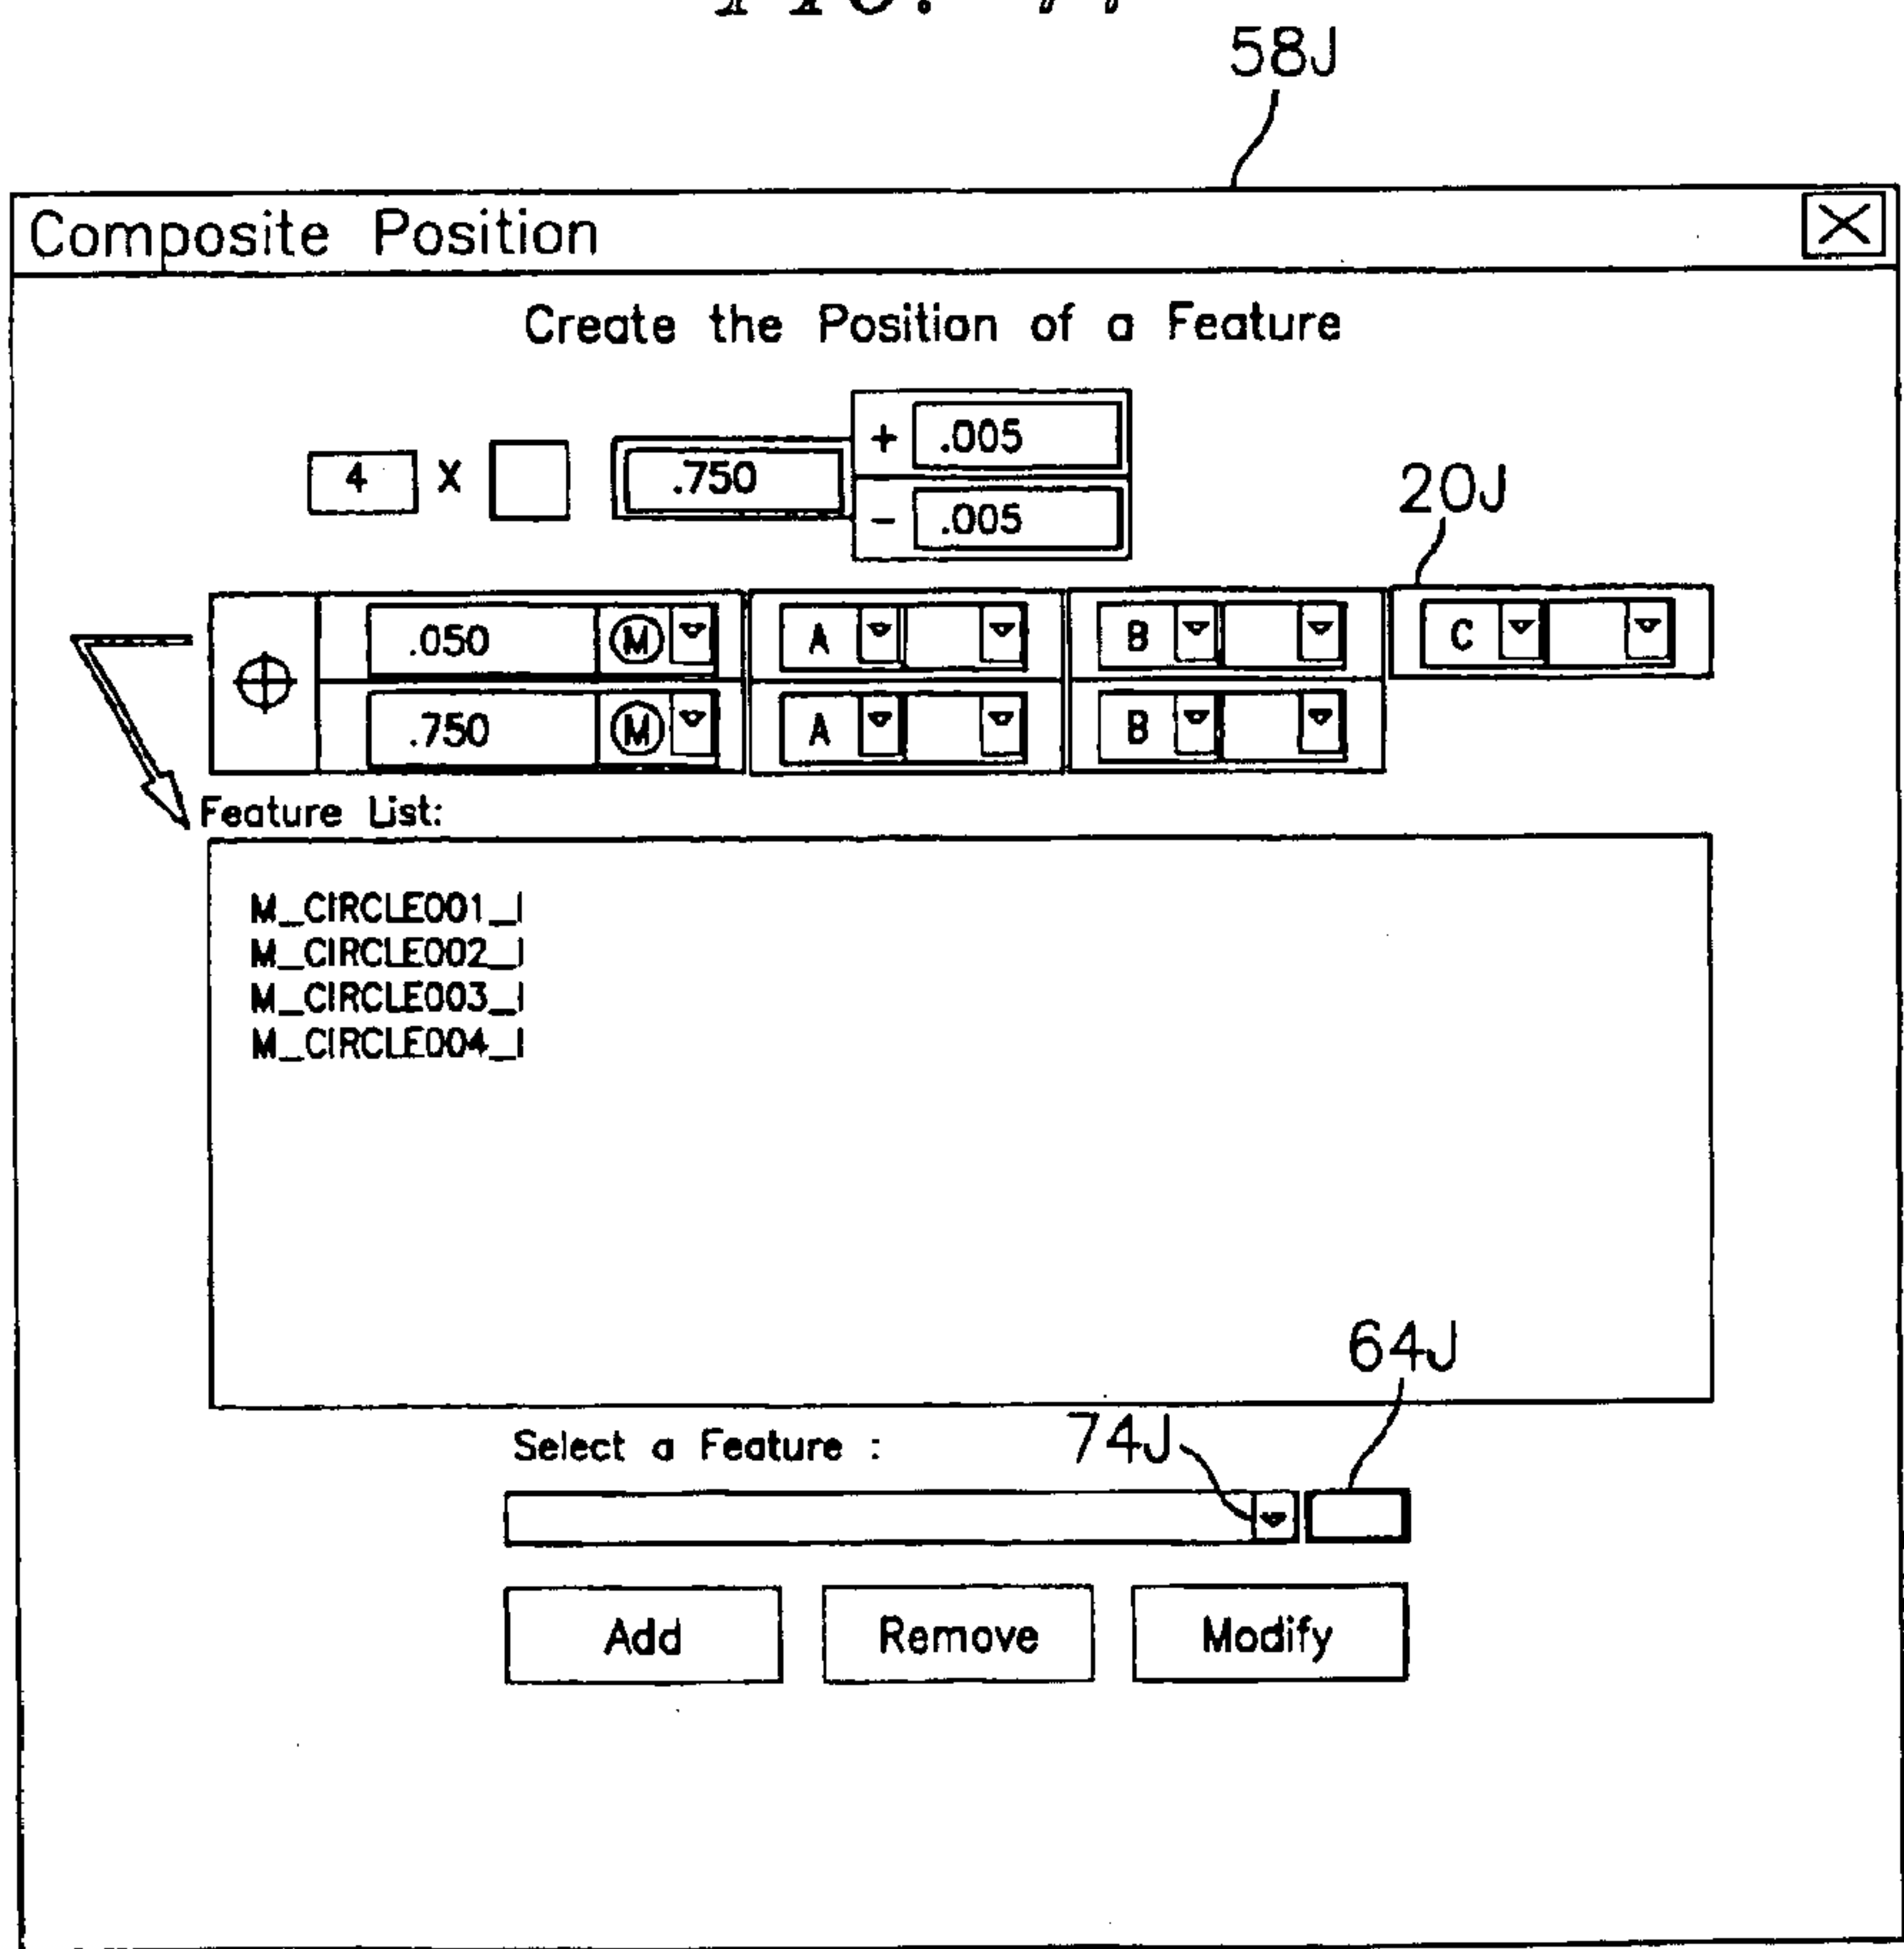 58J
Composite Position
Create the Position of a Feature
4 X .750 + .005
- .005
20J
.050 Ⓜ A B C
.750 Ⓜ A B
Feature List:
M_CIRCLE001_I
M_CIRCLE002_I
M_CIRCLE003_I
M_CIRCLE004_I
64J
Select a Feature : 74J
Add Remove Modify